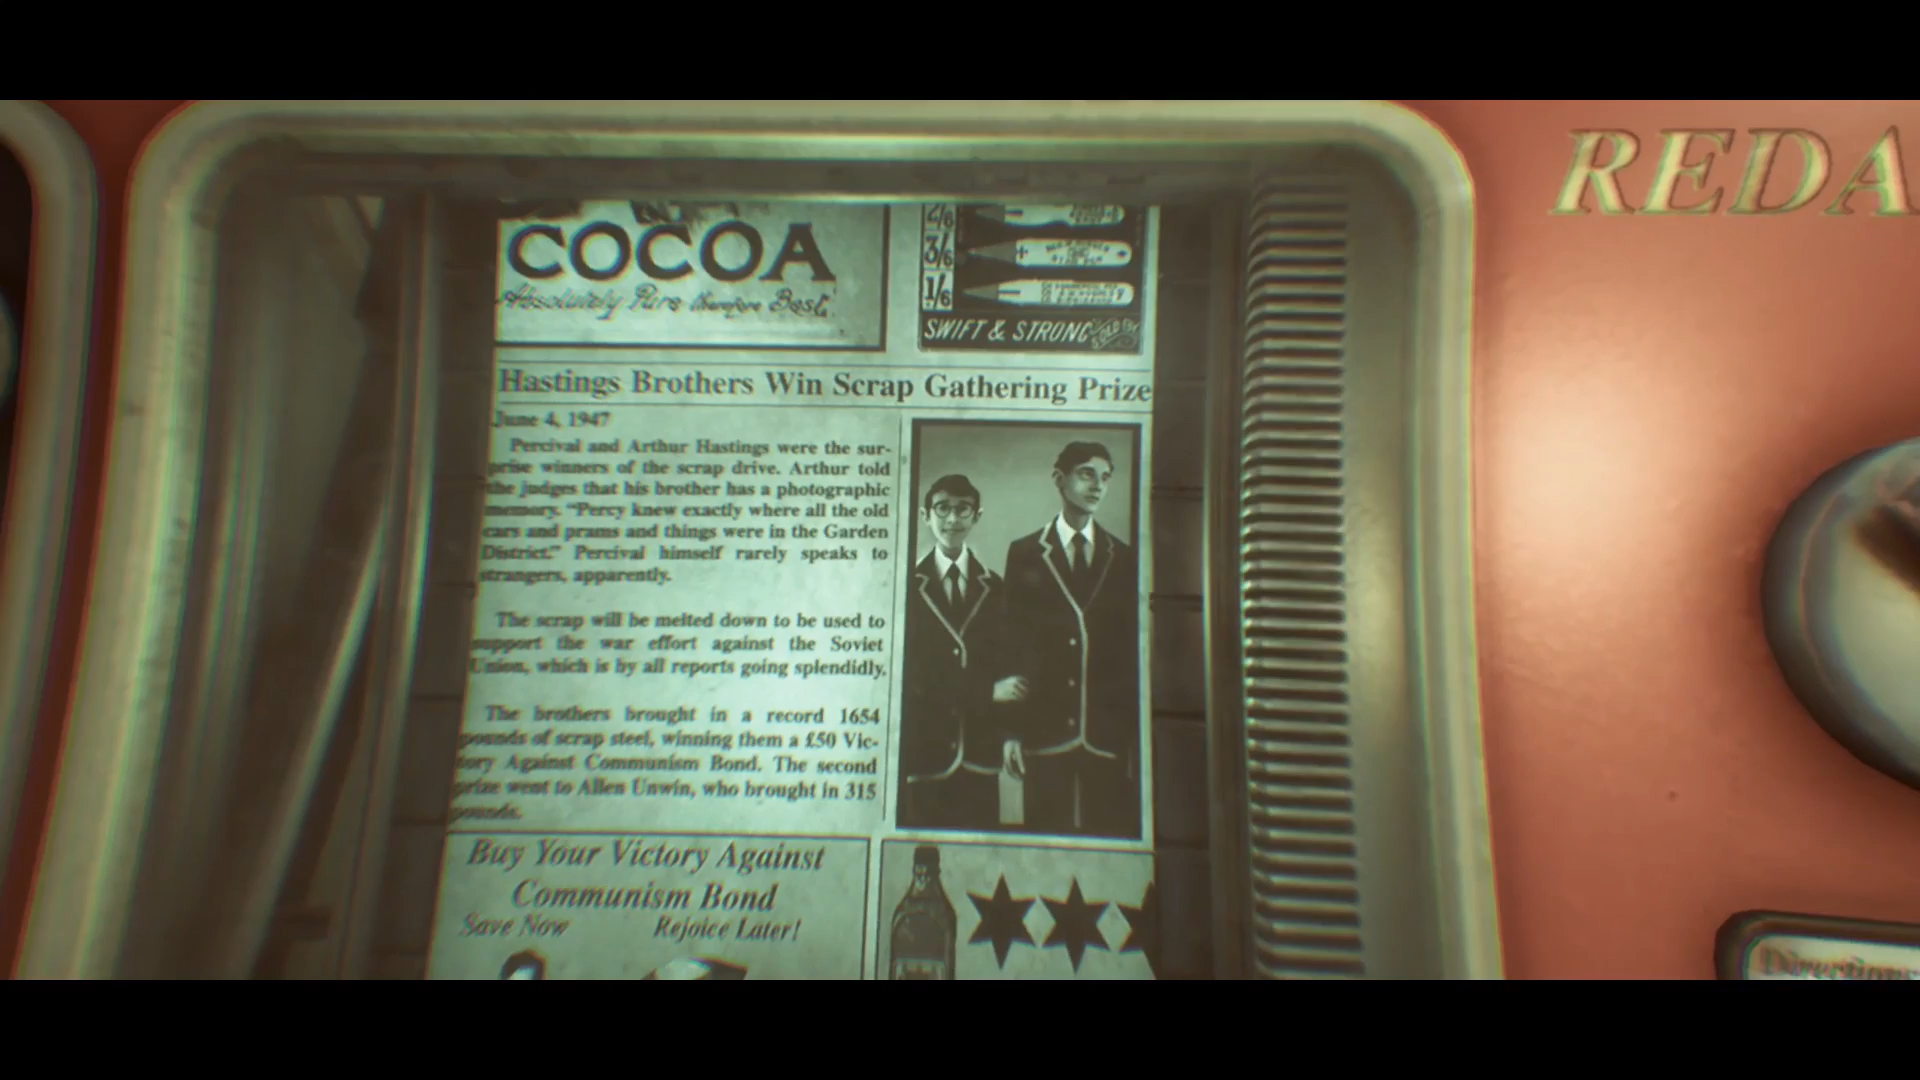 REDA
COCOA
Absolutely Pure therefore Best.
2/6
3/6
1/6
SWIFT & STRONG SOLD BY
Hastings Brothers Win Scrap Gathering Prize
June 4, 1947
Percival and Arthur Hastings were the sur-
prise winners of the scrap drive. Arthur told
the judges that his brother has a photographic
memory. “Percy knew exactly where all the old
cars and prams and things were in the Garden
District.” Percival himself rarely speaks to
strangers, apparently.
The scrap will be melted down to be used to
support the war effort against the Soviet
Union, which is by all reports going splendidly.
The brothers brought in a record 1654
pounds of scrap steel, winning them a £50 Vic-
tory Against Communism Bond. The second
prize went to Allen Unwin, who brought in 315
pounds.
Buy Your Victory Against
Communism Bond
Save Now Rejoice Later!
Directions